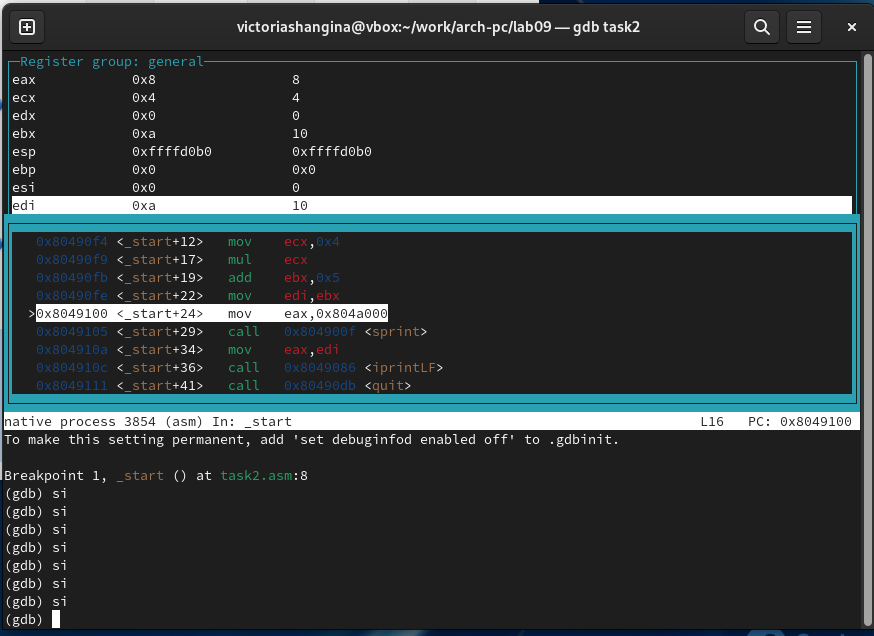 victoriashangina@vbox:~/work/arch-pc/lab09 — gdb task2
Register group: general
eax 0x8 8
ecx 0x4 4
edx 0x0 0
ebx 0xa 10
esp 0xffffd0b0 0xffffd0b0
ebp 0x0 0x0
esi 0x0 0
edi 0xa 10
0x80490f4 <_start+12> mov ecx,0x4
0x80490f9 <_start+17> mul ecx
0x80490fb <_start+19> add ebx,0x5
0x80490fe <_start+22> mov edi,ebx
>0x8049100 <_start+24> mov eax,0x804a000
0x8049105 <_start+29> call 0x804900f <sprint>
0x804910a <_start+34> mov eax,edi
0x804910c <_start+36> call 0x8049086 <iprintLF>
0x8049111 <_start+41> call 0x80490db <quit>
native process 3854 (asm) In: _start L16 PC: 0x8049100
To make this setting permanent, add 'set debuginfod enabled off' to .gdbinit.
Breakpoint 1, _start () at task2.asm:8
(gdb) si
(gdb) si
(gdb) si
(gdb) si
(gdb) si
(gdb) si
(gdb) si
(gdb)